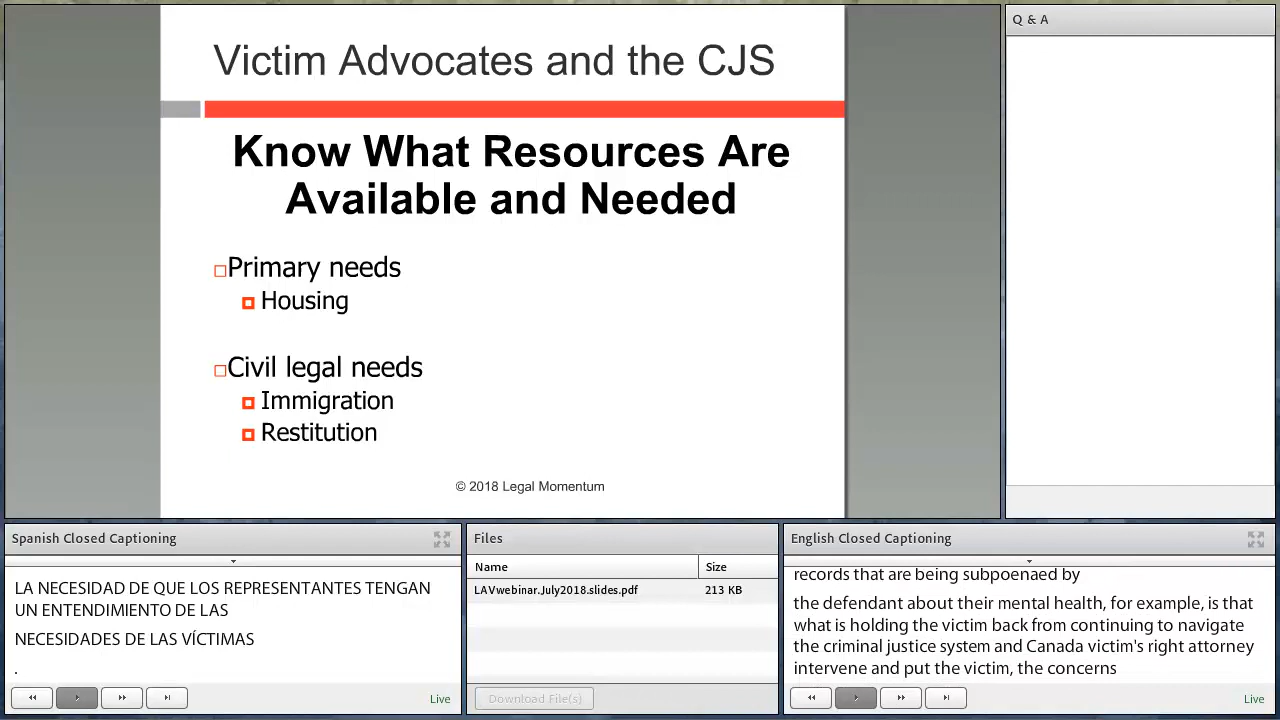 Victim Advocates and the CJS
Know What Resources Are
Available and Needed
Primary needs
Housing
Civil legal needs
Immigration
Restitution
© 2018 Legal Momentum
Q & A
Spanish Closed Captioning
LA NECESIDAD DE QUE LOS REPRESENTANTES TENGAN
UN ENTENDIMIENTO DE LAS
NECESIDADES DE LAS VÍCTIMAS
.
Live
Files
Name Size
LAVwebinar.July2018.slides.pdf 213 KB
Download File(s)
English Closed Captioning
records that are being subpoenaed by
the defendant about their mental health, for example, is that
what is holding the victim back from continuing to navigate
the criminal justice system and Canada victim's right attorney
intervene and put the victim, the concerns
Live